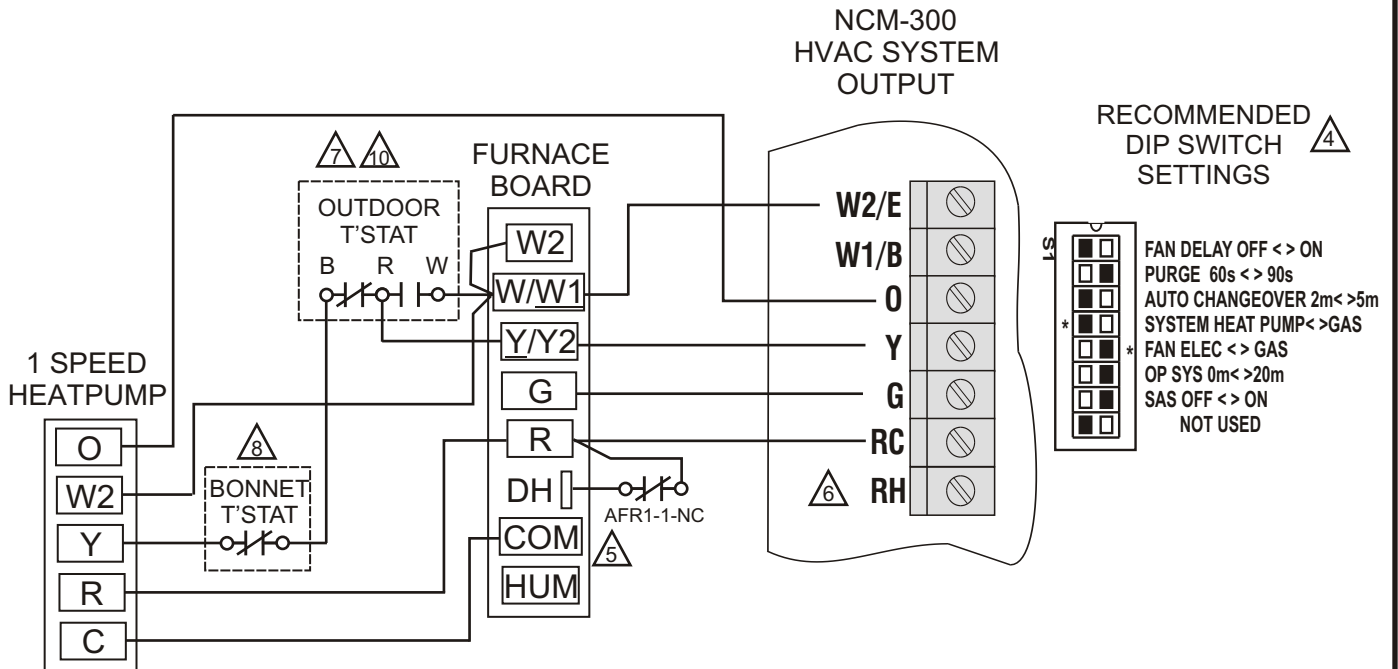 NCM-300
HVAC SYSTEM
OUTPUT
RECOMMENDED
DIP SWITCH
SETTINGS
4
7
10
FURNACE
BOARD
OUTDOOR
T'STAT
B R W
W2
W/W1
Y/Y2
G
R
DH
COM
HUM
AFR1-1-NC
5
1 SPEED
HEATPUMP
O
W2
Y
R
C
8
BONNET
T'STAT
W2/E
W1/B
O
Y
G
RC
6
RH
S1
FAN DELAY OFF < > ON
PURGE 60s < > 90s
AUTO CHANGEOVER 2m< >5m
* SYSTEM HEAT PUMP< >GAS
* FAN ELEC < > GAS
OP SYS 0m< >20m
SAS OFF < > ON
NOT USED